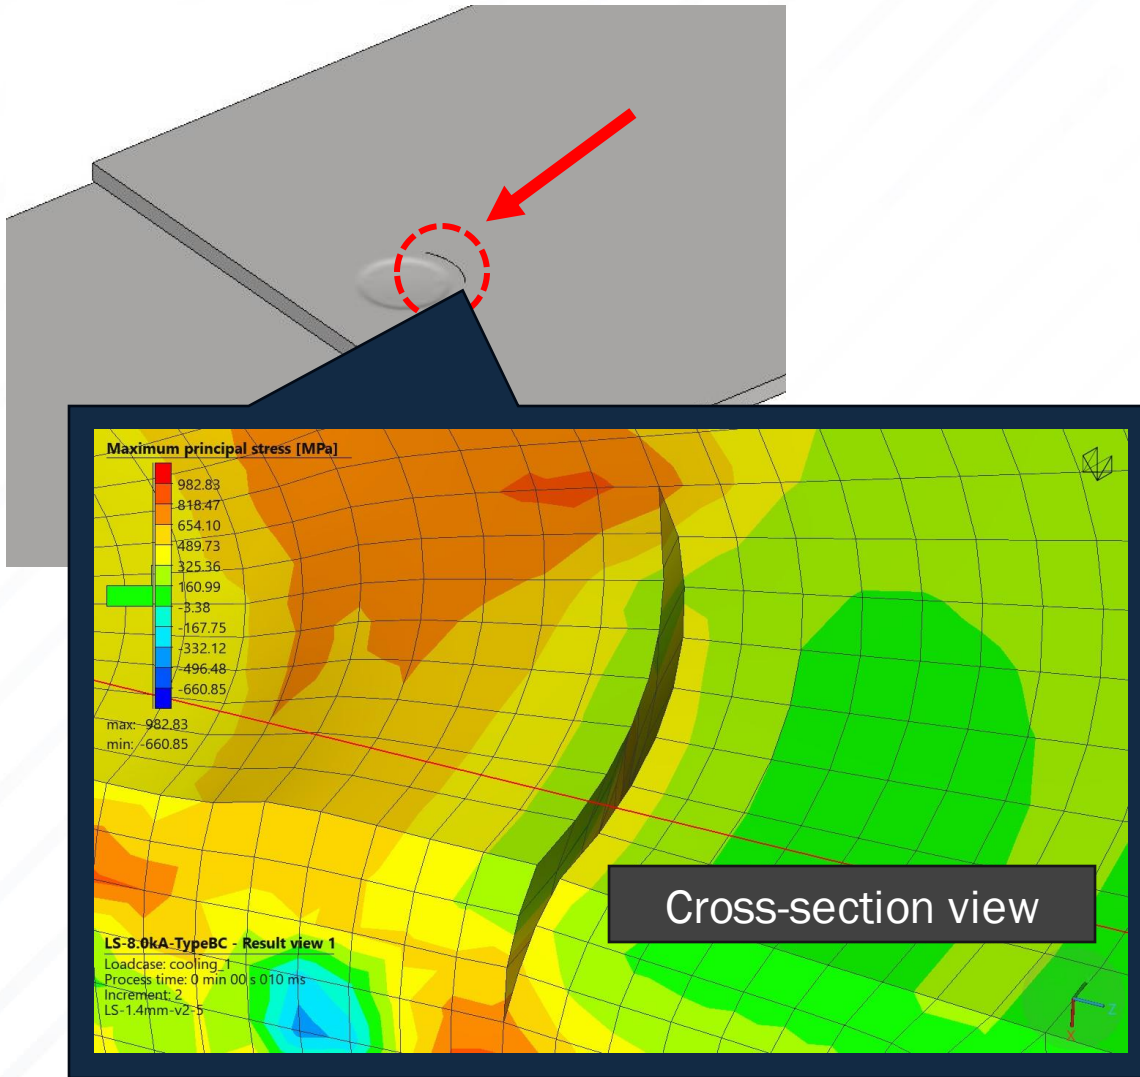 Maximum principal stress [MPa]
982.83
818.47
654.10
489.73
325.36
160.99
-3.38
-167.75
-332.12
-496.48
-660.85
max: 982.83
min: -660.85
Cross-section view
LS-8.0kA-TypeBC - Result view 1
Loadcase: cooling_1
Process time: 0 min 00 s 010 ms
Increment: 2
LS-1.4mm-v2-5
X
Z